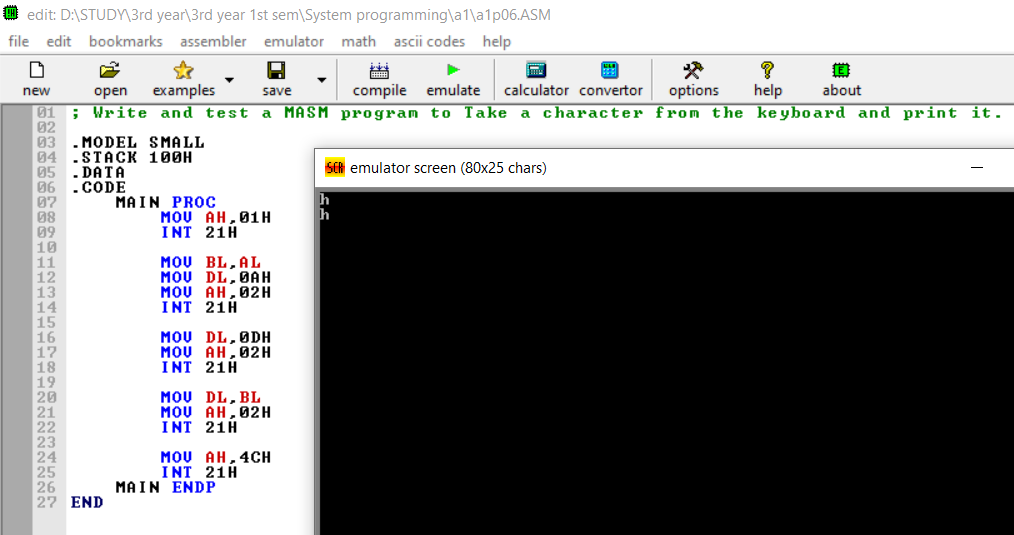 edit: D:\STUDY\3rd year\3rd year 1st sem\System programming\a1\a1p06.ASM
file edit bookmarks assembler emulator math ascii codes help
new open examples save compile emulate calculator convertor options help about
01 ; Write and test a MASM program to Take a character from the keyboard and print it.
02
03 .MODEL SMALL
04 .STACK 100H
05 .DATA
06 .CODE
07 MAIN PROC
08 MOV AH,01H
09 INT 21H
10
11 MOV BL,AL
12 MOV DL,0AH
13 MOV AH,02H
14 INT 21H
15
16 MOV DL,0DH
17 MOV AH,02H
18 INT 21H
19
20 MOV DL,BL
21 MOV AH,02H
22 INT 21H
23
24 MOV AH,4CH
25 INT 21H
26 MAIN ENDP
27 END
SCR emulator screen (80x25 chars)
h
h